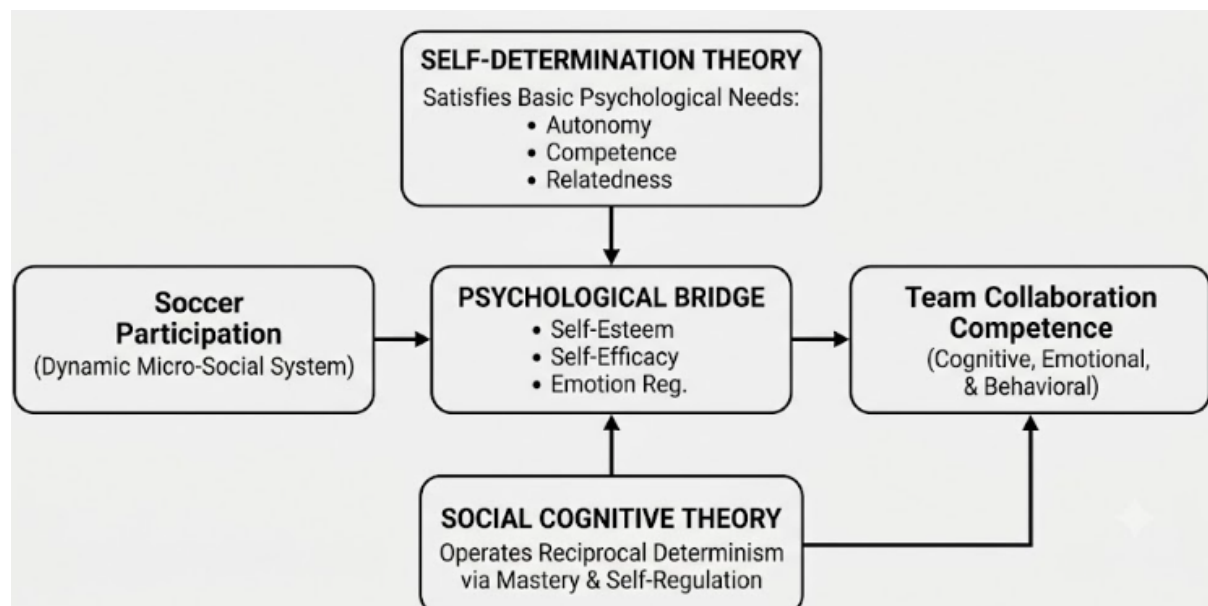 SELF-DETERMINATION THEORY
Satisfies Basic Psychological Needs:
• Autonomy
• Competence
• Relatedness
Soccer
Participation
(Dynamic Micro-Social System)
PSYCHOLOGICAL BRIDGE
• Self-Esteem
• Self-Efficacy
• Emotion Reg.
Team Collaboration
Competence
(Cognitive, Emotional,
& Behavioral)
SOCIAL COGNITIVE THEORY
Operates Reciprocal Determinism
via Mastery & Self-Regulation